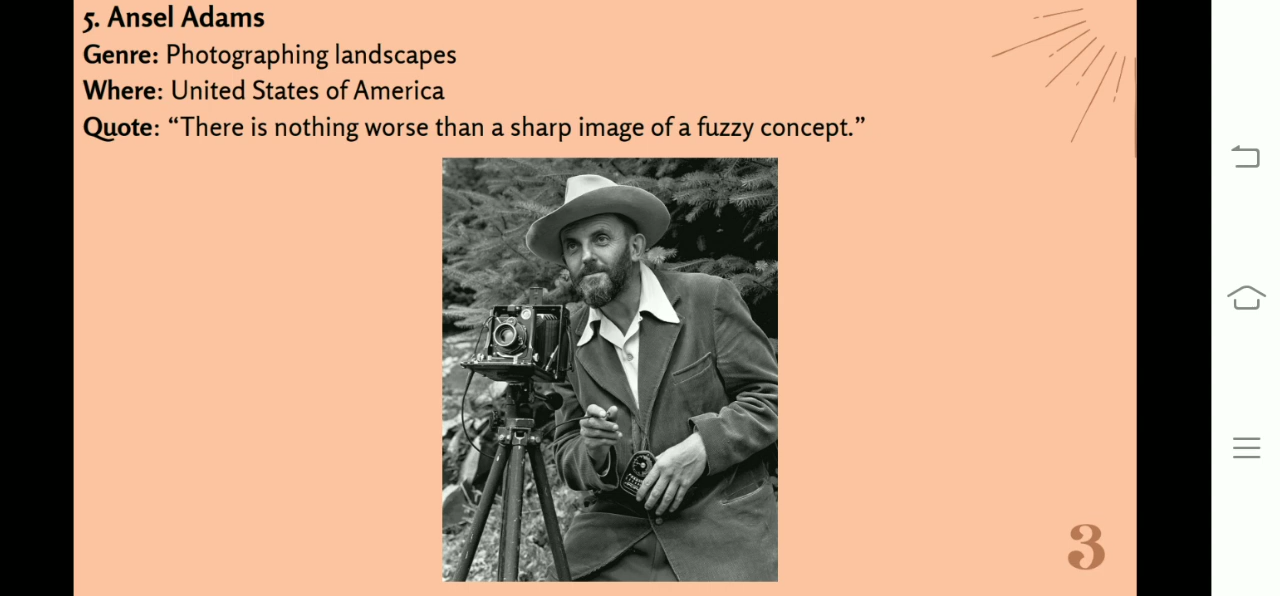 5. Ansel Adams
Genre: Photographing landscapes
Where: United States of America
Quote: “There is nothing worse than a sharp image of a fuzzy concept.”
3